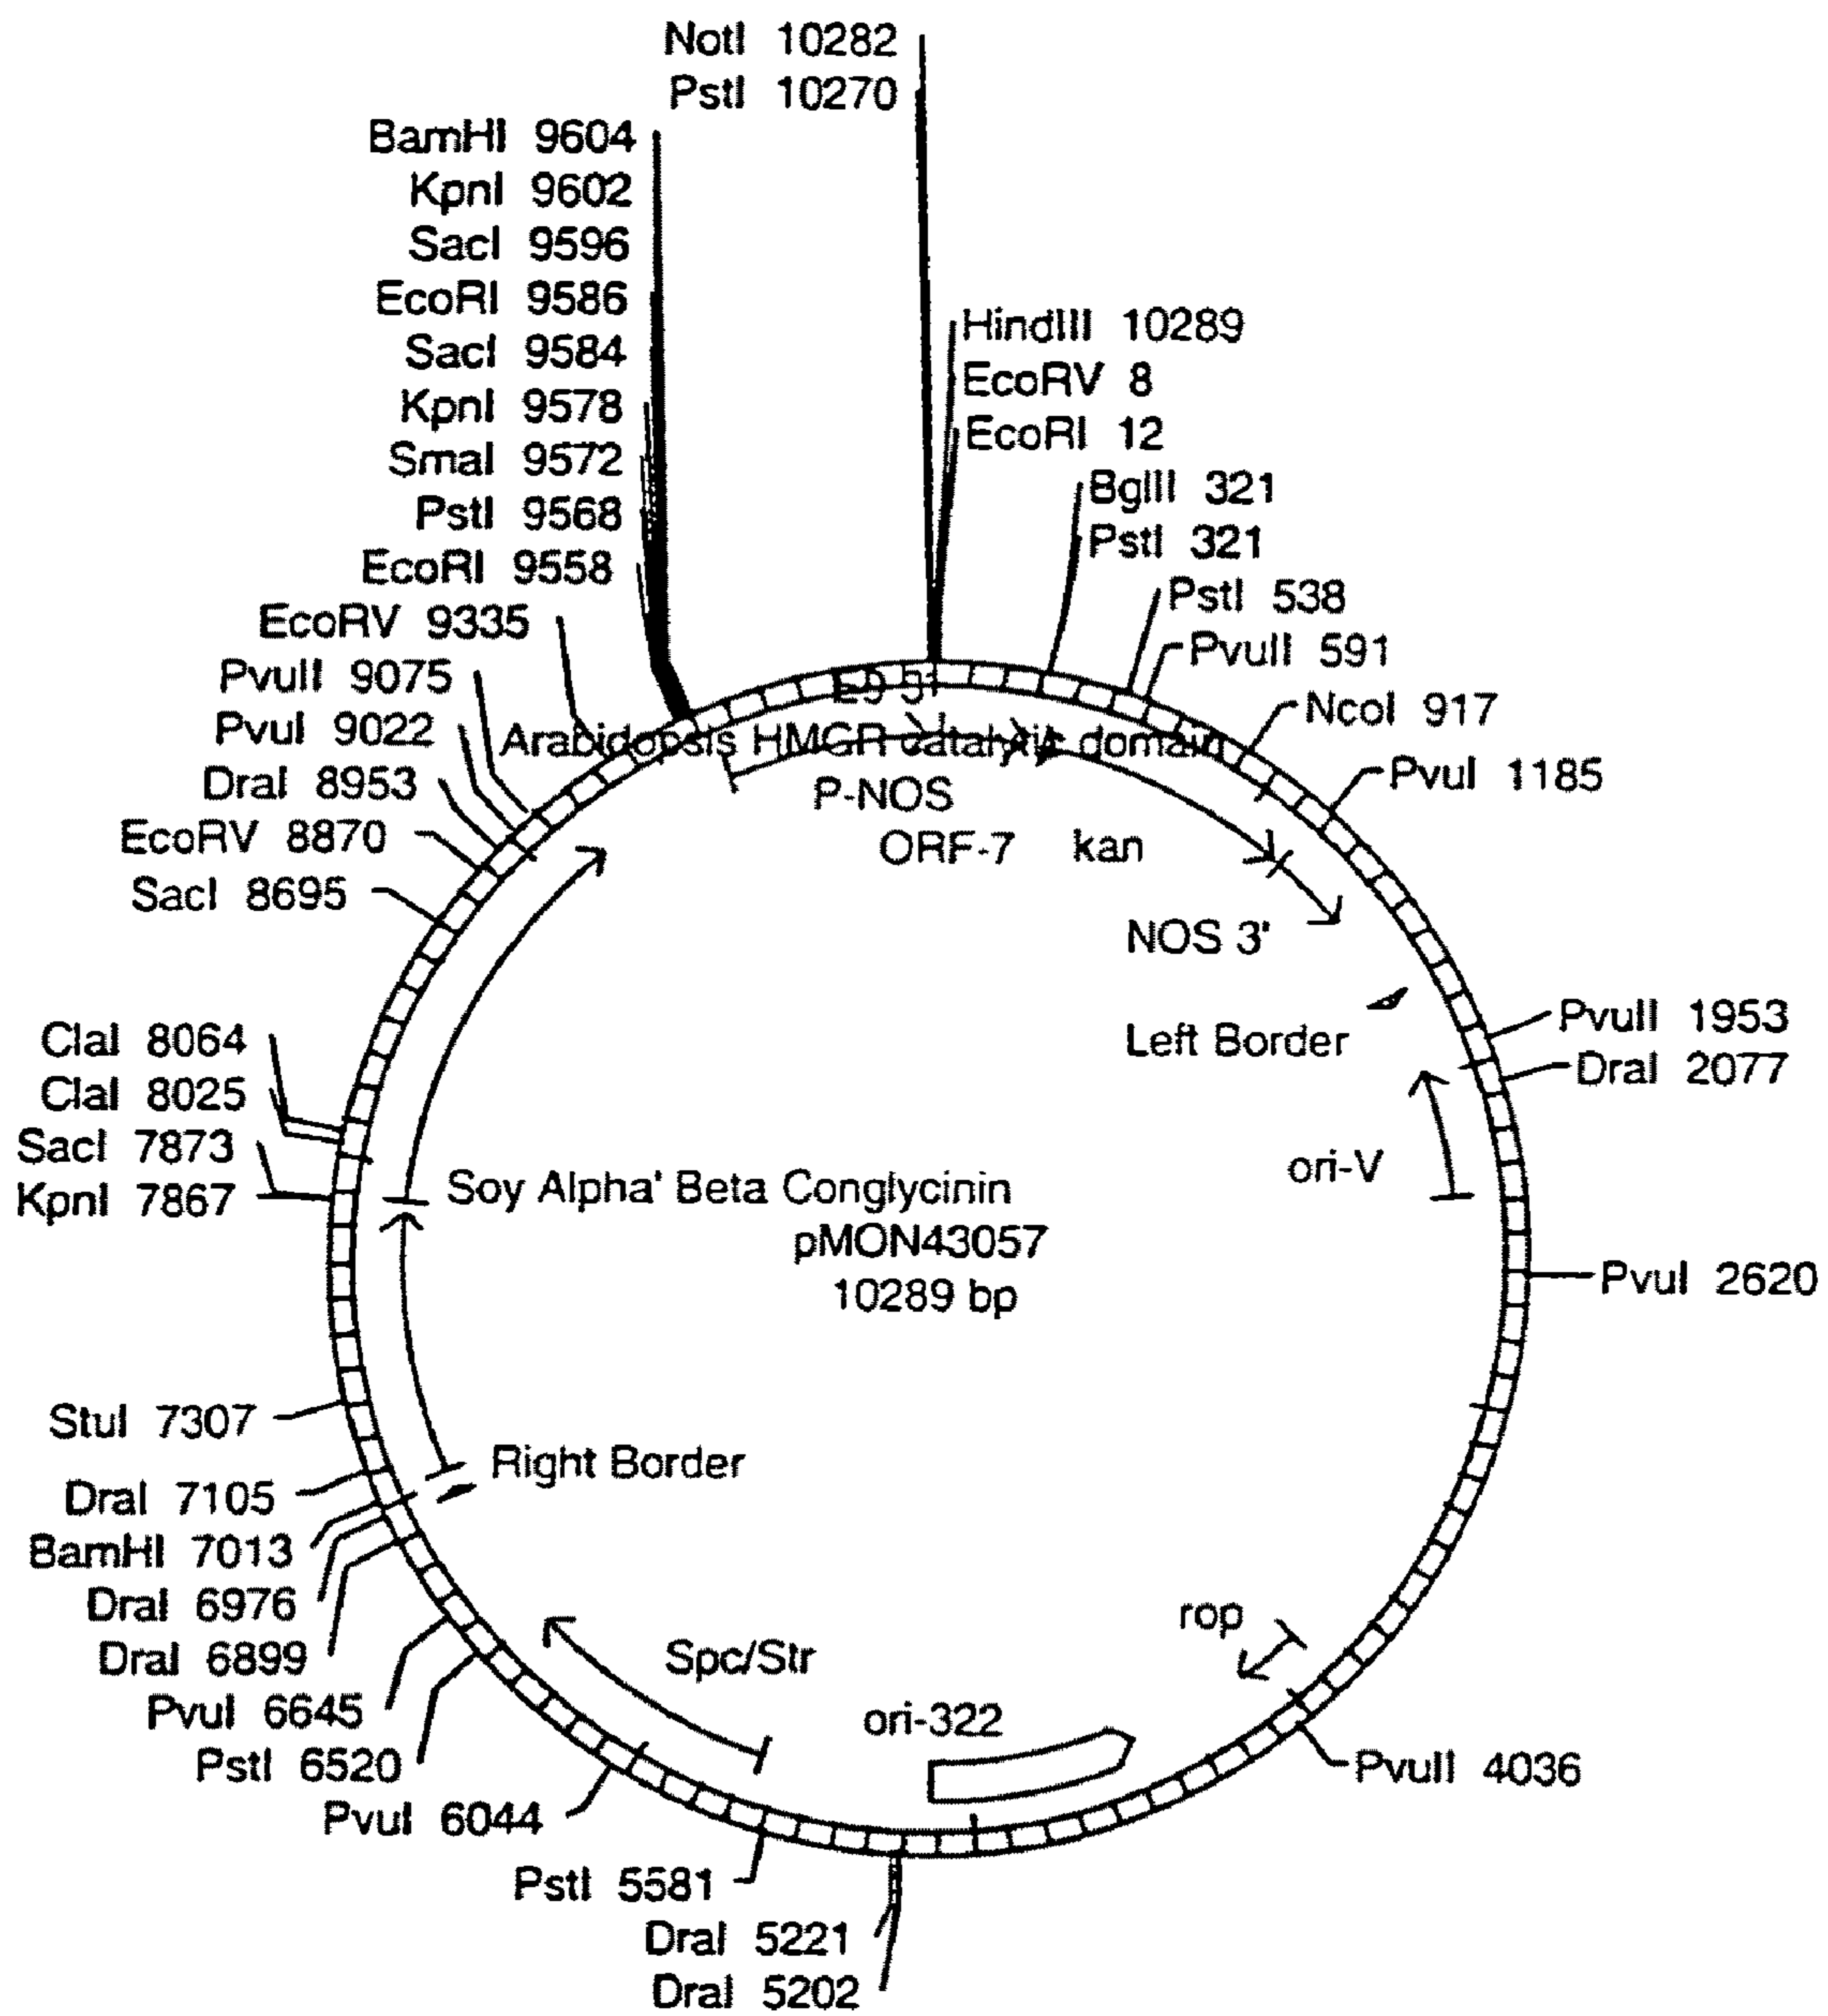 NotI 10282
PstI 10270
BamHI 9604
KpnI 9602
SacI 9596
EcoRI 9586
SacI 9584
KpnI 9578
SmaI 9572
PstI 9568
EcoRI 9558
EcoRV 9335
PvuII 9075
PvuI 9022
DraI 8953
EcoRV 8870
SacI 8695
ClaI 8064
ClaI 8025
SacI 7873
KpnI 7867
StuI 7307
DraI 7105
BamHI 7013
DraI 6976
DraI 6899
PvuI 6645
PstI 6520
PvuI 6044
PstI 5581
DraI 5221
DraI 5202
HindIII 10289
EcoRV 8
EcoRI 12
BglII 321
PstI 321
PstI 538
PvuII 591
NcoI 917
PvuI 1185
PvuII 1953
DraI 2077
PvuI 2620
PvuII 4036
E9 3'
Arabidopsis HMGR catalytic domain
P-NOS
ORF-7 kan
NOS 3'
Left Border
ori-V
Soy Alpha' Beta Conglycinin
pMON43057
10289 bp
Right Border
rop
Spc/Str
ori-322